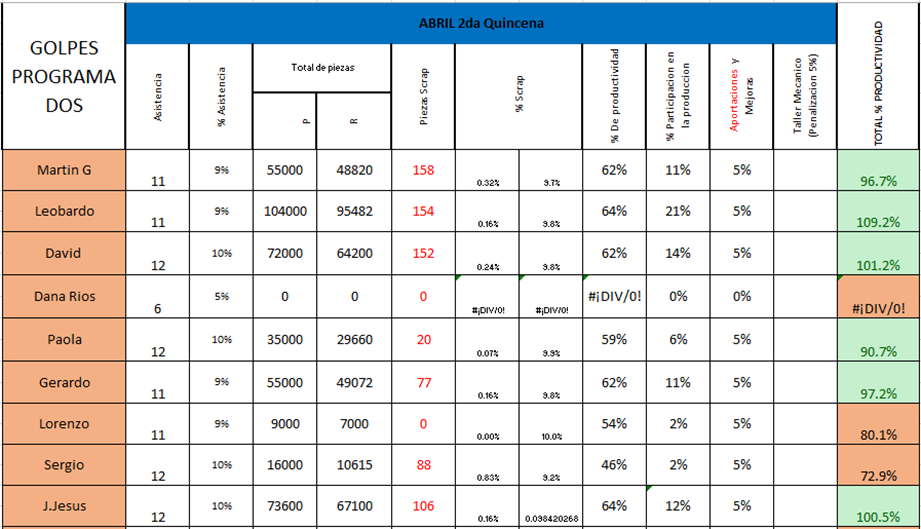 ABRIL 2da Quincena
GOLPES
PROGRAMA
DOS
Asistencia
% Asistencia
Total de piezas
P
R
Piezas Scrap
% Scrap
% De productividad
% Participacion en
la produccion
Aportaciones y
Mejoras
Taller Mecanico
(Penalizacion 5%)
TOTAL % PRODUCTIVIDAD
Martin G 11 9% 55000 48820 158 0.32% 9.7% 62% 11% 5% 96.7%
Leobardo 11 9% 104000 95482 154 0.16% 9.8% 64% 21% 5% 109.2%
David 12 10% 72000 64200 152 0.24% 9.8% 62% 14% 5% 101.2%
Dana Rios 6 5% 0 0 0 #¡DIV/0! #¡DIV/0! #¡DIV/0! 0% 0% #¡DIV/0!
Paola 12 10% 35000 29660 20 0.07% 9.9% 59% 6% 5% 90.7%
Gerardo 11 9% 55000 49072 77 0.16% 9.8% 62% 11% 5% 97.2%
Lorenzo 11 9% 9000 7000 0 0.00% 10.0% 54% 2% 5% 80.1%
Sergio 12 10% 16000 10615 88 0.83% 9.2% 46% 2% 5% 72.9%
J.Jesus 12 10% 73600 67100 106 0.16% 0.098420268 64% 12% 5% 100.5%